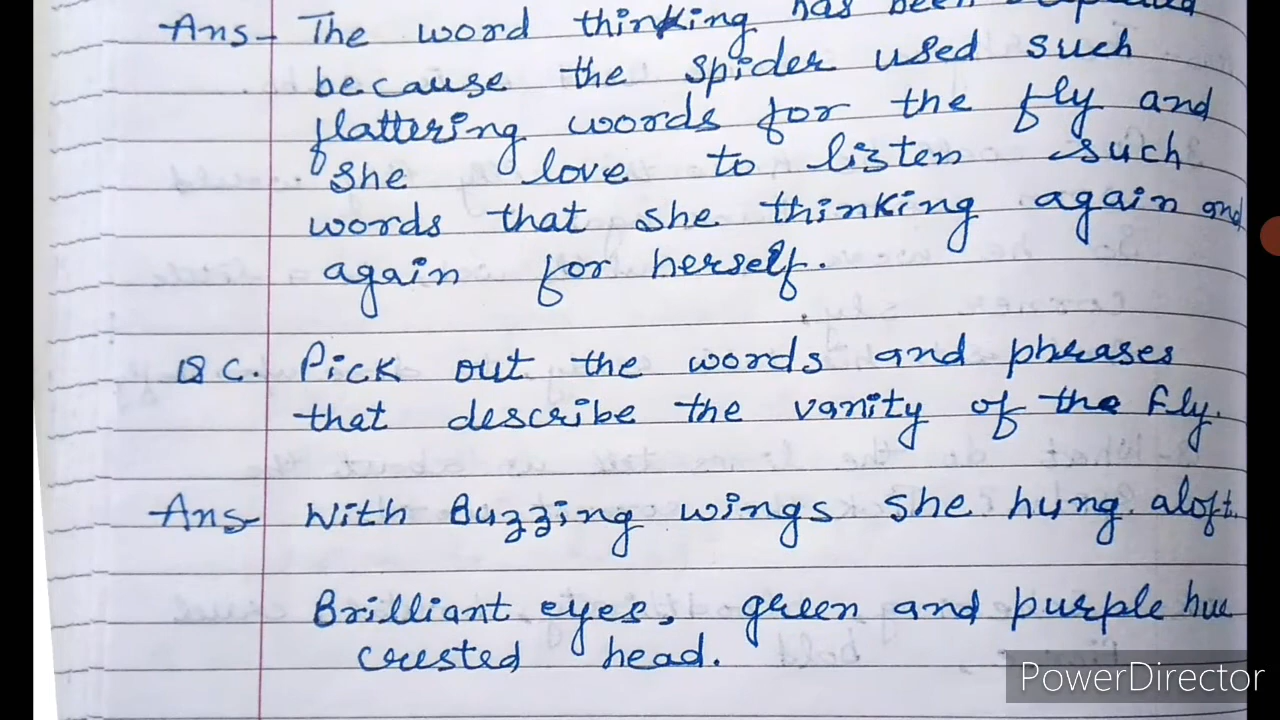 Ans- The word thinking has been
because the spider used such
flattering words for the fly and
she love to listen such
words that she thinking again and
again for herself.
Q C. Pick out the words and phrases
that describe the vanity of the fly.
Ans- With Buzzing wings she hung aloft.
Brilliant eyes, green and purple hue
crested head.
PowerDirector